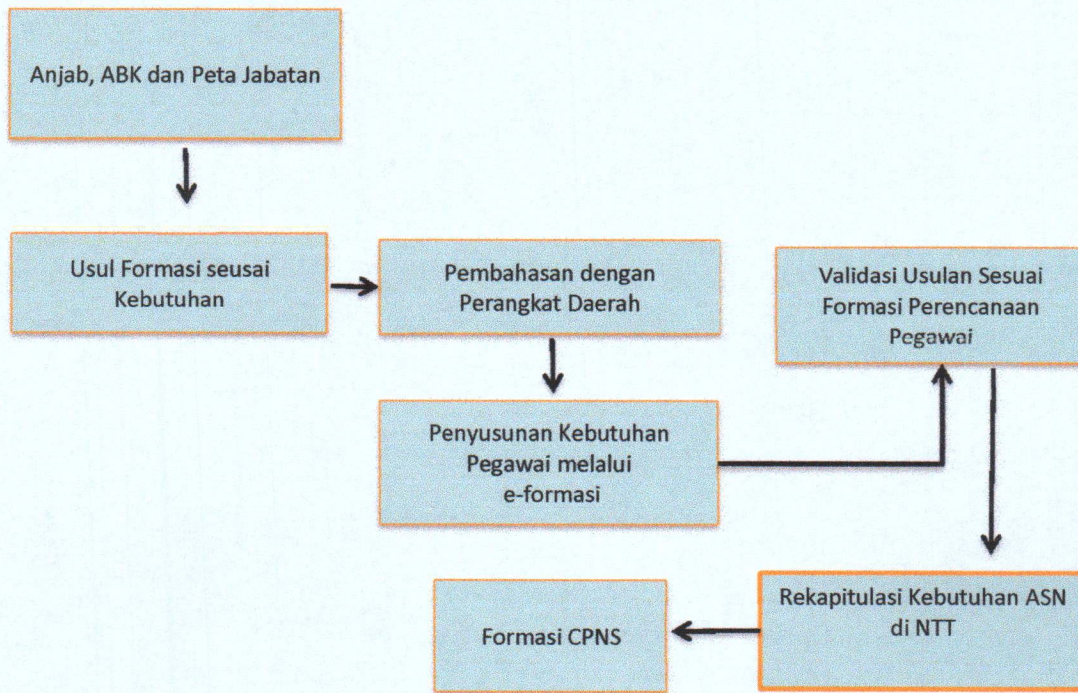 Anjab, ABK dan Peta Jabatan
Usul Formasi seusai
Kebutuhan
Pembahasan dengan
Perangkat Daerah
Penyusunan Kebutuhan
Pegawai melalui
e-formasi
Validasi Usulan Sesuai
Formasi Perencanaan
Pegawai
Rekapitulasi Kebutuhan ASN
di NTT
Formasi CPNS